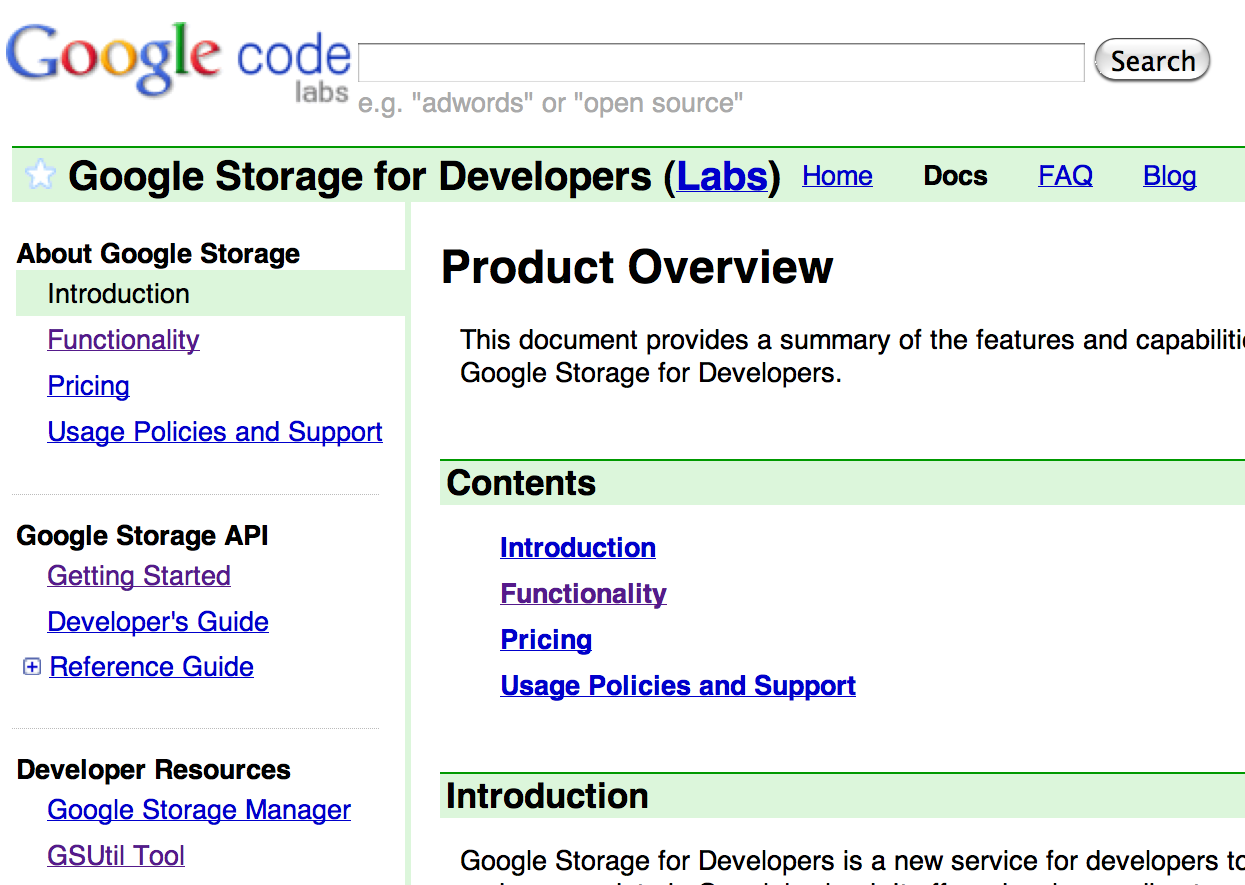 Google code
labs
Search
e.g. "adwords" or "open source"
Google Storage for Developers (Labs) Home Docs FAQ Blog
About Google Storage
Introduction
Functionality
Pricing
Usage Policies and Support
Google Storage API
Getting Started
Developer's Guide
Reference Guide
Developer Resources
Google Storage Manager
GSUtil Tool
Product Overview
This document provides a summary of the features and
Google Storage for Developers.
Contents
Introduction
Functionality
Pricing
Usage Policies and Support
Introduction
Google Storage for Developers is a new service for developers to